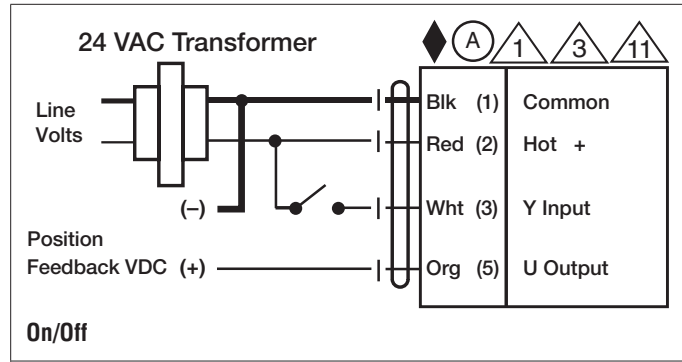 24 VAC Transformer
A 1 3 11
Line
Volts
Blk (1) Common
Red (2) Hot +
(–)
Wht (3) Y Input
Position
Feedback VDC (+)
Org (5) U Output
On/Off